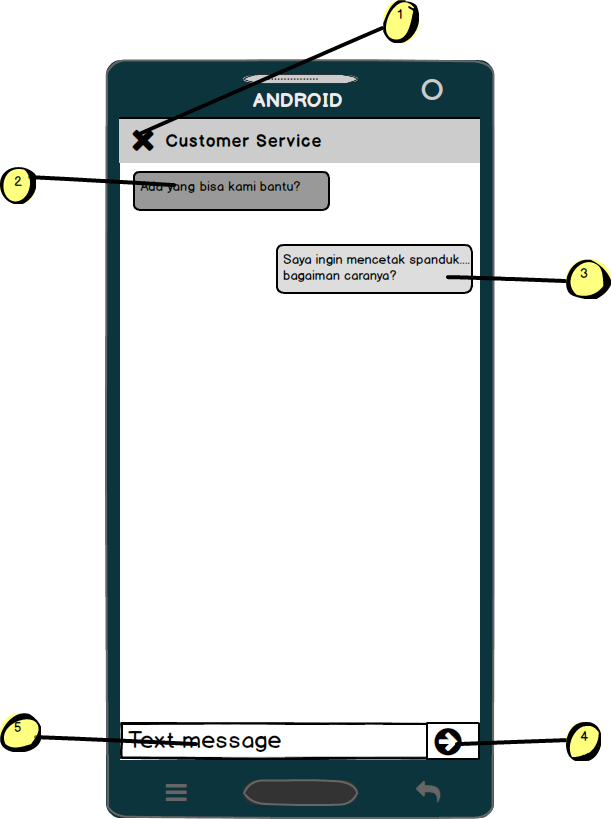 1
ANDROID
Customer Service
2
Ada yang bisa kami bantu?
Saya ingin mencetak spanduk....
bagaiman caranya?
3
5
Text message
4